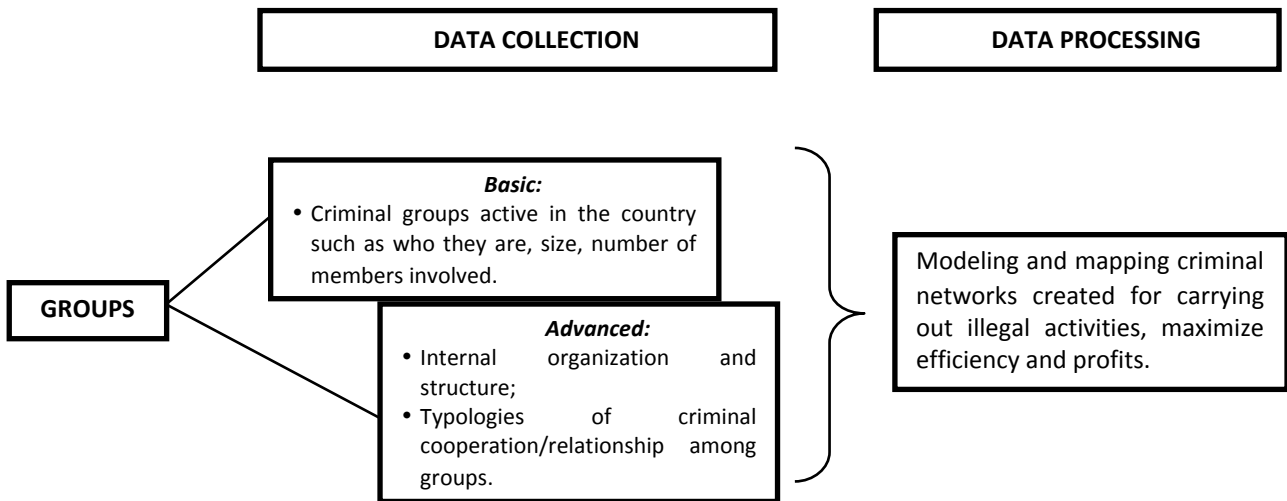 DATA COLLECTION
DATA PROCESSING
Basic:
• Criminal groups active in the country
such as who they are, size, number of
members involved.
GROUPS
Advanced:
• Internal organization and
structure;
• Typologies of criminal
cooperation/relationship among
groups.
Modeling and mapping criminal
networks created for carrying
out illegal activities, maximize
efficiency and profits.